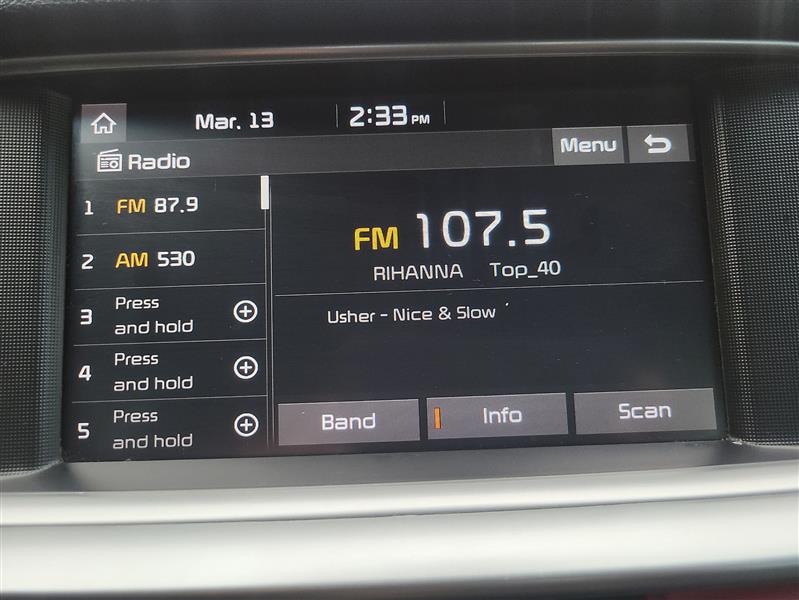 Mar. 13 2:33 PM
Radio Menu
1 FM 87.9
2 AM 530
3 Press
and hold
4 Press
and hold
5 Press
and hold
FM 107.5
RIHANNA Top_40
Usher - Nice & Slow
Band Info Scan